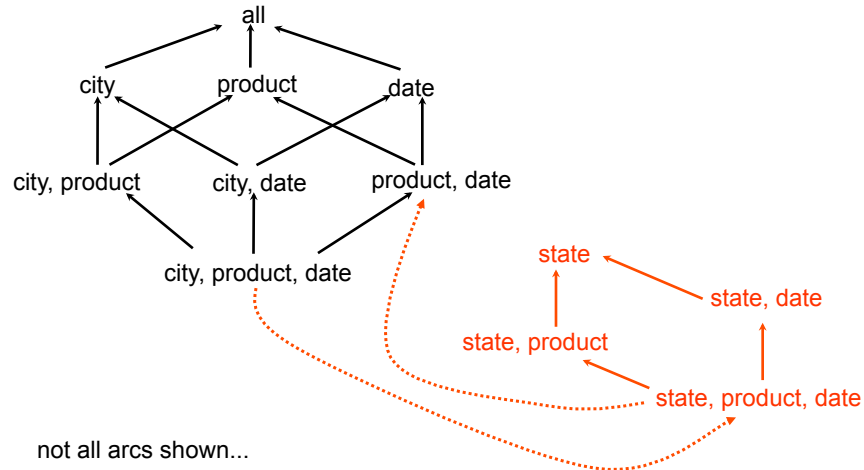 all
city
product
date
city, product
city, date
product, date
city, product, date
state
state, date
state, product
state, product, date
not all arcs shown...